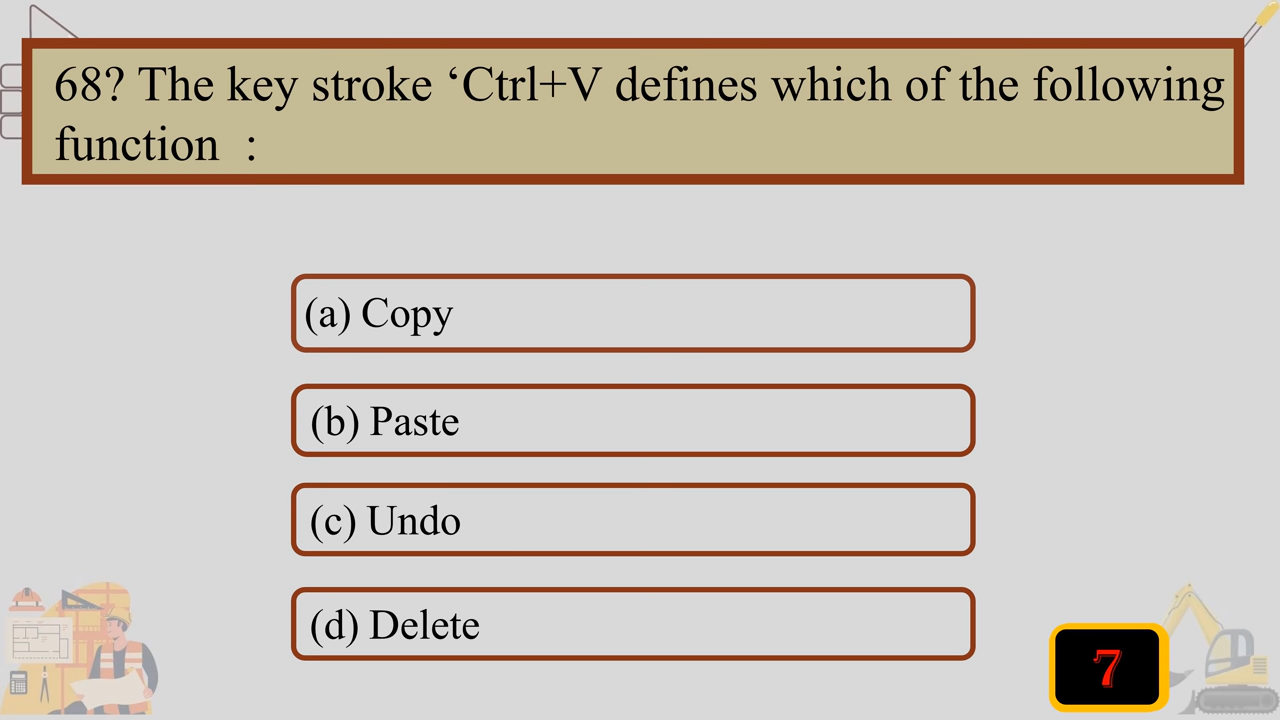 68? The key stroke ‘Ctrl+V defines which of the following
function :
(a) Copy
(b) Paste
(c) Undo
(d) Delete
7